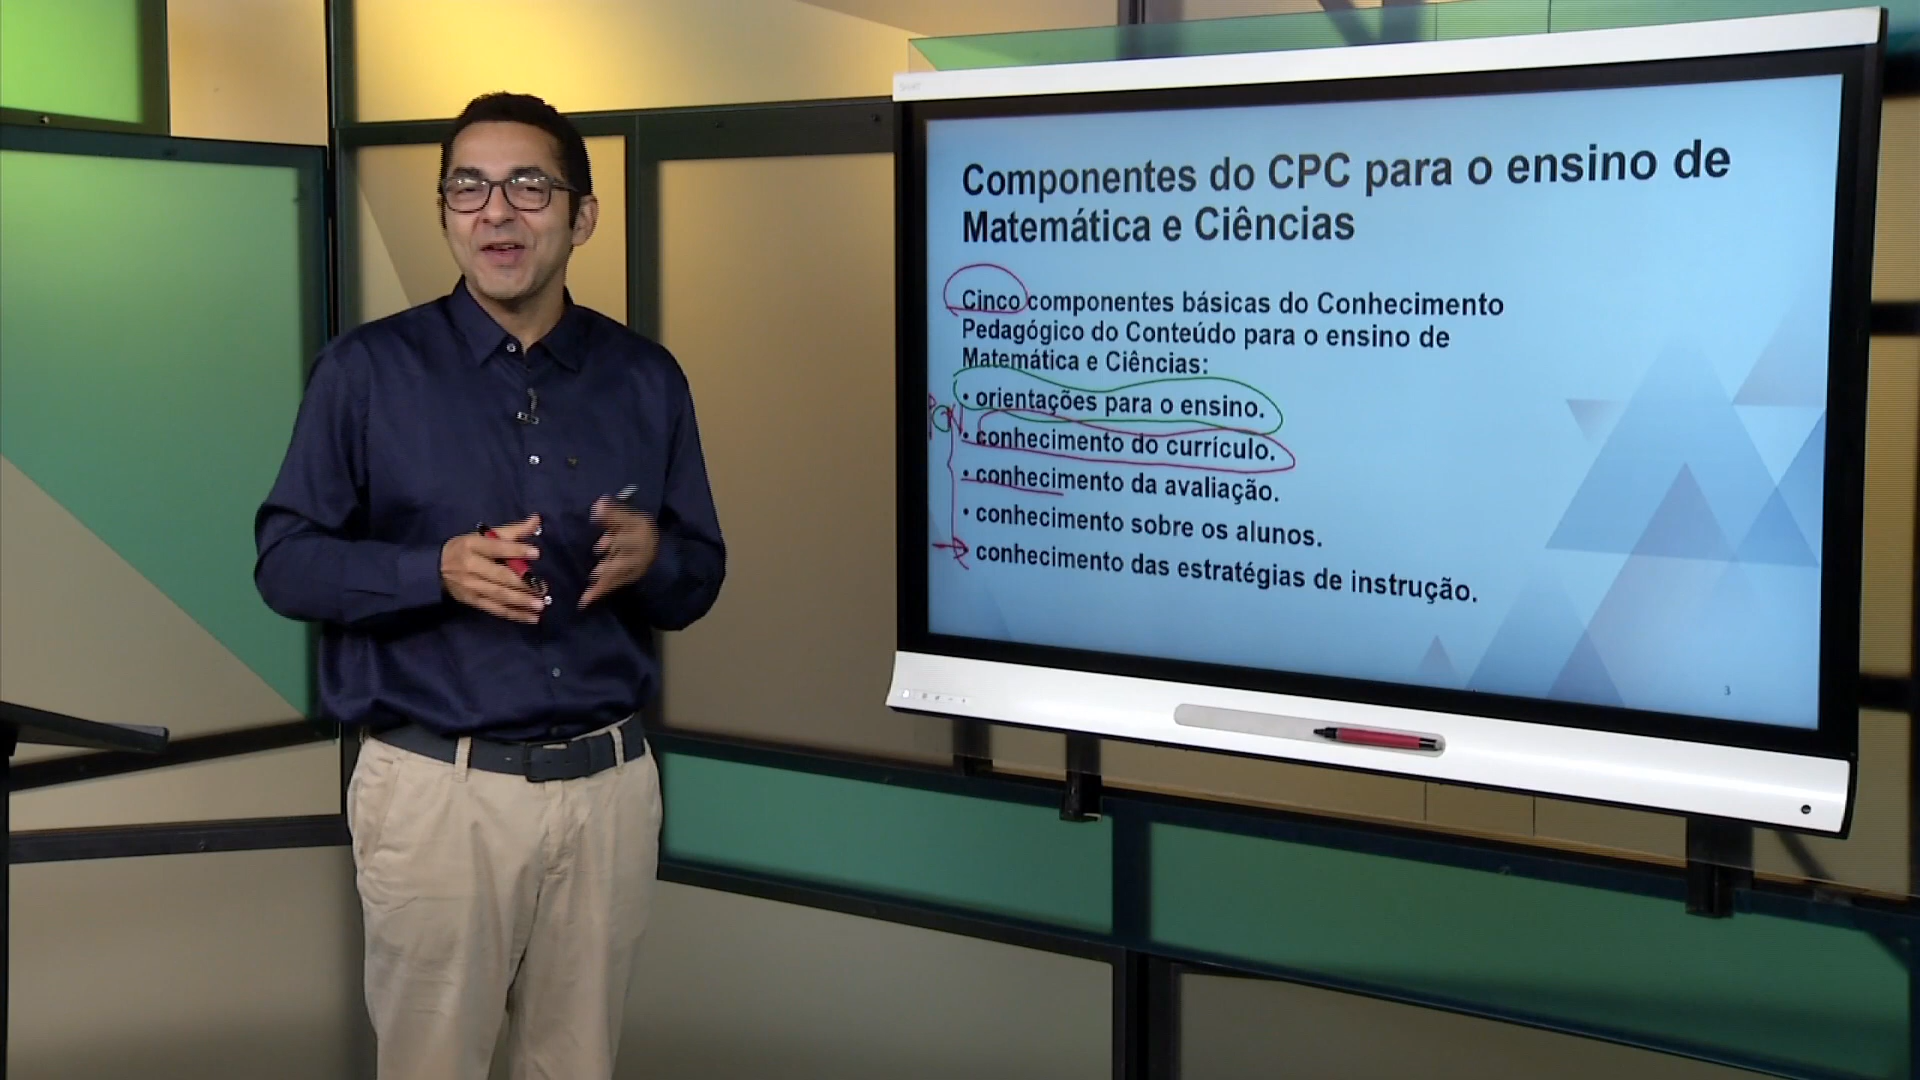 Componentes do CPC para o ensino de
Matemática e Ciências
Cinco componentes básicas do Conhecimento
Pedagógico do Conteúdo para o ensino de
Matemática e Ciências:
• orientações para o ensino.
• conhecimento do currículo.
• conhecimento da avaliação.
• conhecimento sobre os alunos.
• conhecimento das estratégias de instrução.
3